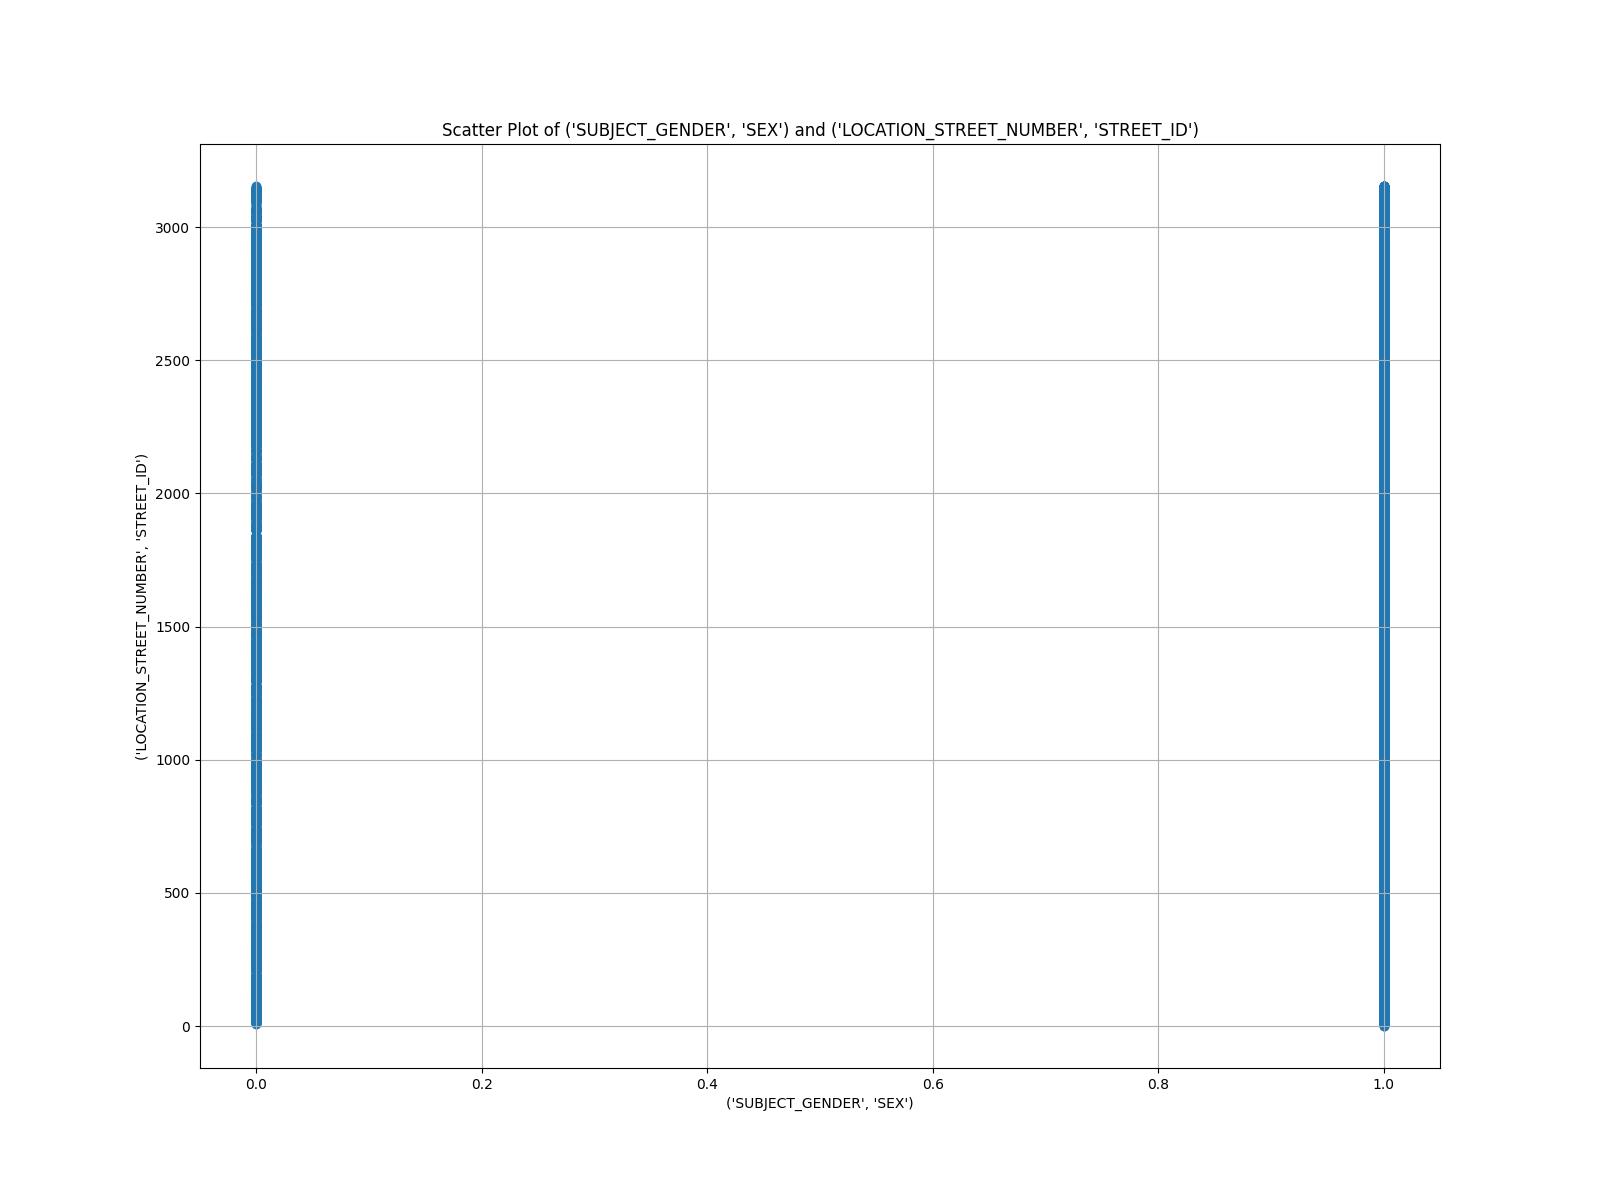 Scatter Plot of ('SUBJECT_GENDER', 'SEX') and ('LOCATION_STREET_NUMBER', 'STREET_ID')
('LOCATION_STREET_NUMBER', 'STREET_ID')
3000
2500
2000
1500
1000
500
0
0.0 0.2 0.4 0.6 0.8 1.0
('SUBJECT_GENDER', 'SEX')